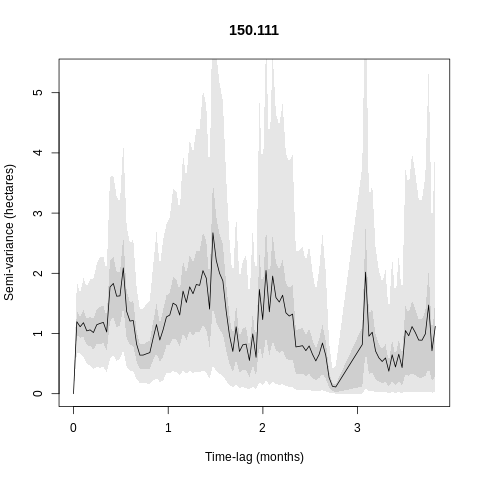 150.111
Semi-variance (hectares)
5
4
3
2
1
0
0 1 2 3
Time-lag (months)